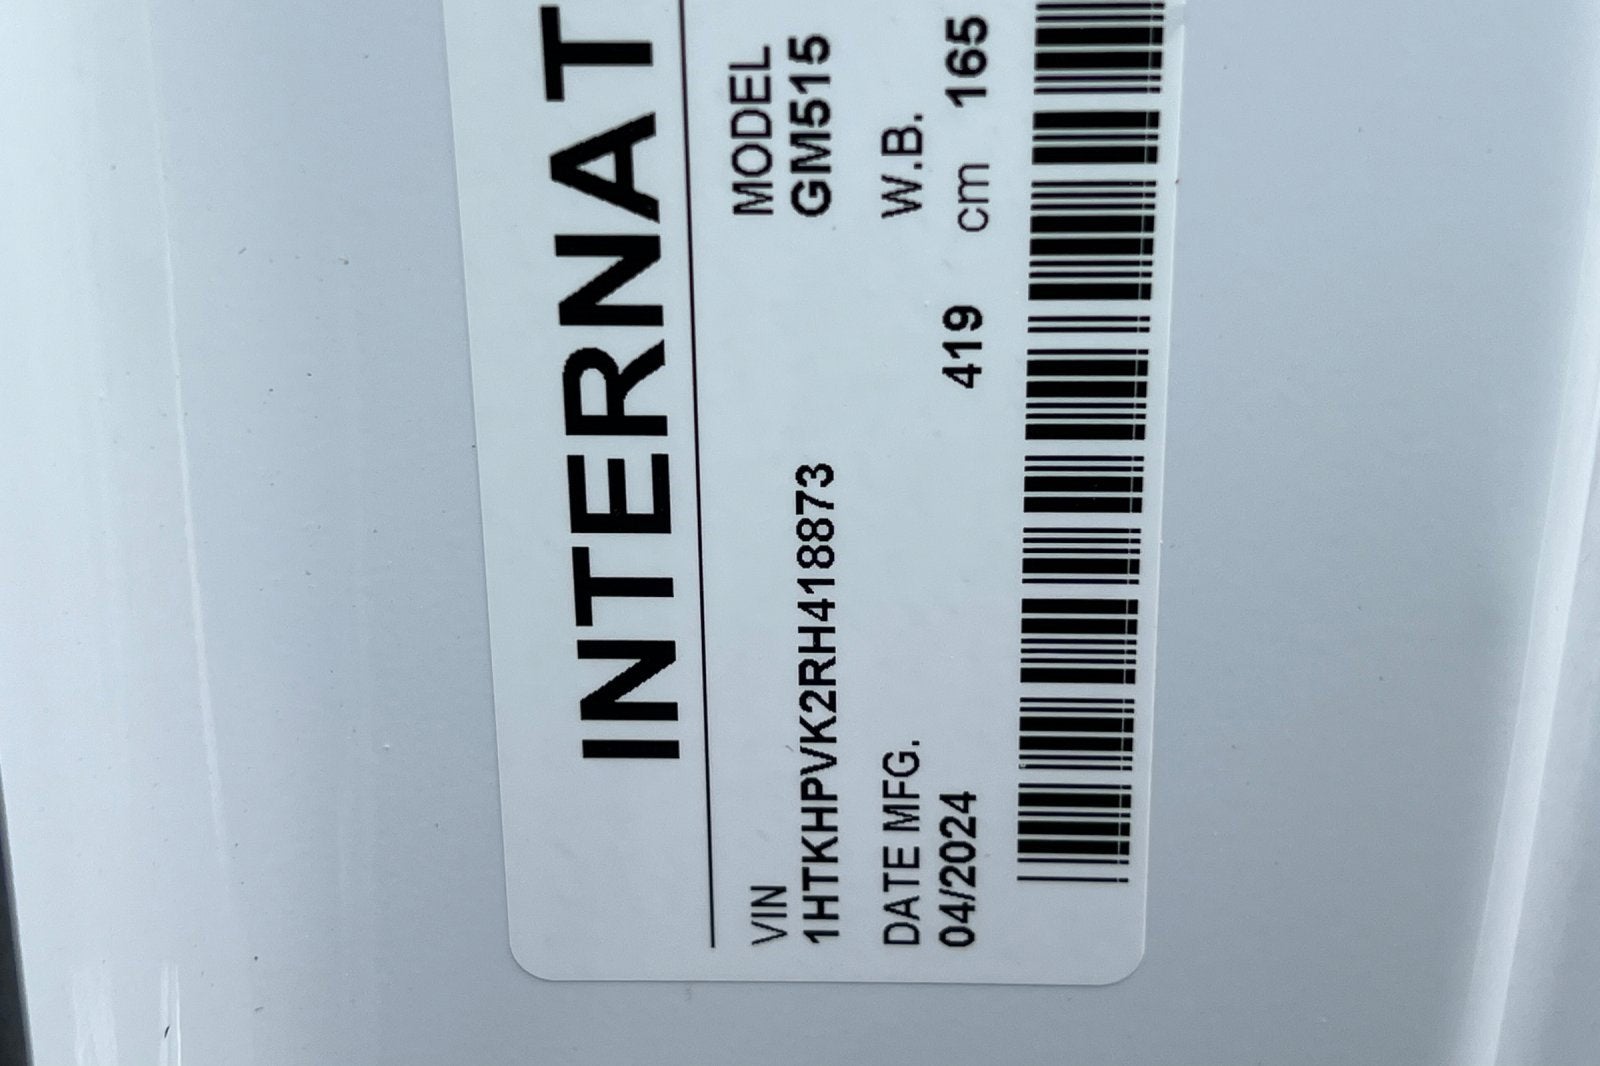 INTERNAT
VIN MODEL
1HTKHPVK2RH418873 GM515
DATE MFG. W.B.
04/2024 419 cm 165